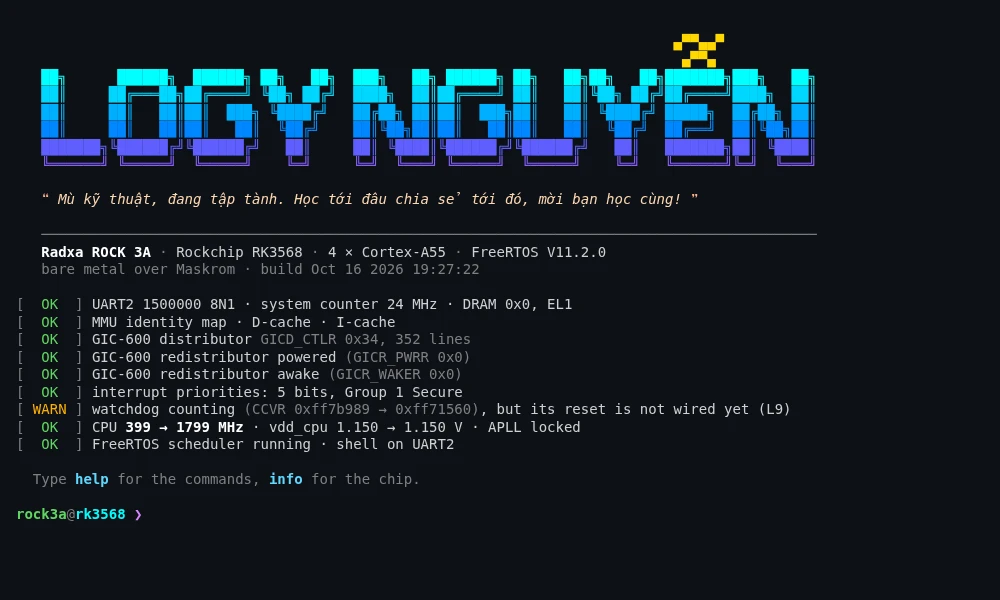 LOGY NGUYỄN
“ Mù kỹ thuật, đang tập tành. Học tới đâu chia sẻ tới đó, mời bạn học cùng! ”
Radxa ROCK 3A · Rockchip RK3568 · 4 × Cortex-A55 · FreeRTOS V11.2.0
bare metal over Maskrom · build Oct 16 2026 19:27:22
[  OK  ] UART2 1500000 8N1 · system counter 24 MHz · DRAM 0x0, EL1
[  OK  ] MMU identity map · D-cache · I-cache
[  OK  ] GIC-600 distributor GICD_CTLR 0x34, 352 lines
[  OK  ] GIC-600 redistributor powered (GICR_PWRR 0x0)
[  OK  ] GIC-600 redistributor awake (GICR_WAKER 0x0)
[  OK  ] interrupt priorities: 5 bits, Group 1 Secure
[ WARN ] watchdog counting (CCVR 0xff7b989 → 0xff71560), but its reset is not wired yet (L9)
[  OK  ] CPU 399 → 1799 MHz · vdd_cpu 1.150 → 1.150 V · APLL locked
[  OK  ] FreeRTOS scheduler running · shell on UART2
Type help for the commands, info for the chip.
rock3a@rk3568 ❯